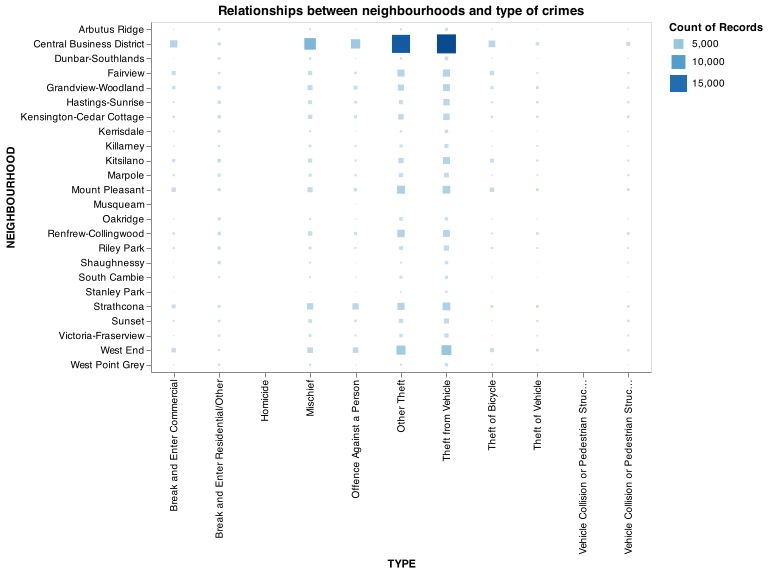 Relationships between neighbourhoods and type of crimes
Count of Records
5,000
10,000
15,000
NEIGHBOURHOOD
Arbutus Ridge
Central Business District
Dunbar-Southlands
Fairview
Grandview-Woodland
Hastings-Sunrise
Kensington-Cedar Cottage
Kerrisdale
Killarney
Kitsilano
Marpole
Mount Pleasant
Musqueam
Oakridge
Renfrew-Collingwood
Riley Park
Shaughnessy
South Cambie
Stanley Park
Strathcona
Sunset
Victoria-Fraserview
West End
West Point Grey
Break and Enter Commercial
Break and Enter Residential/Other
Homicide
Mischief
Offence Against a Person
Other Theft
Theft from Vehicle
Theft of Bicycle
Theft of Vehicle
Vehicle Collision or Pedestrian Struc…
Vehicle Collision or Pedestrian Struc…
TYPE